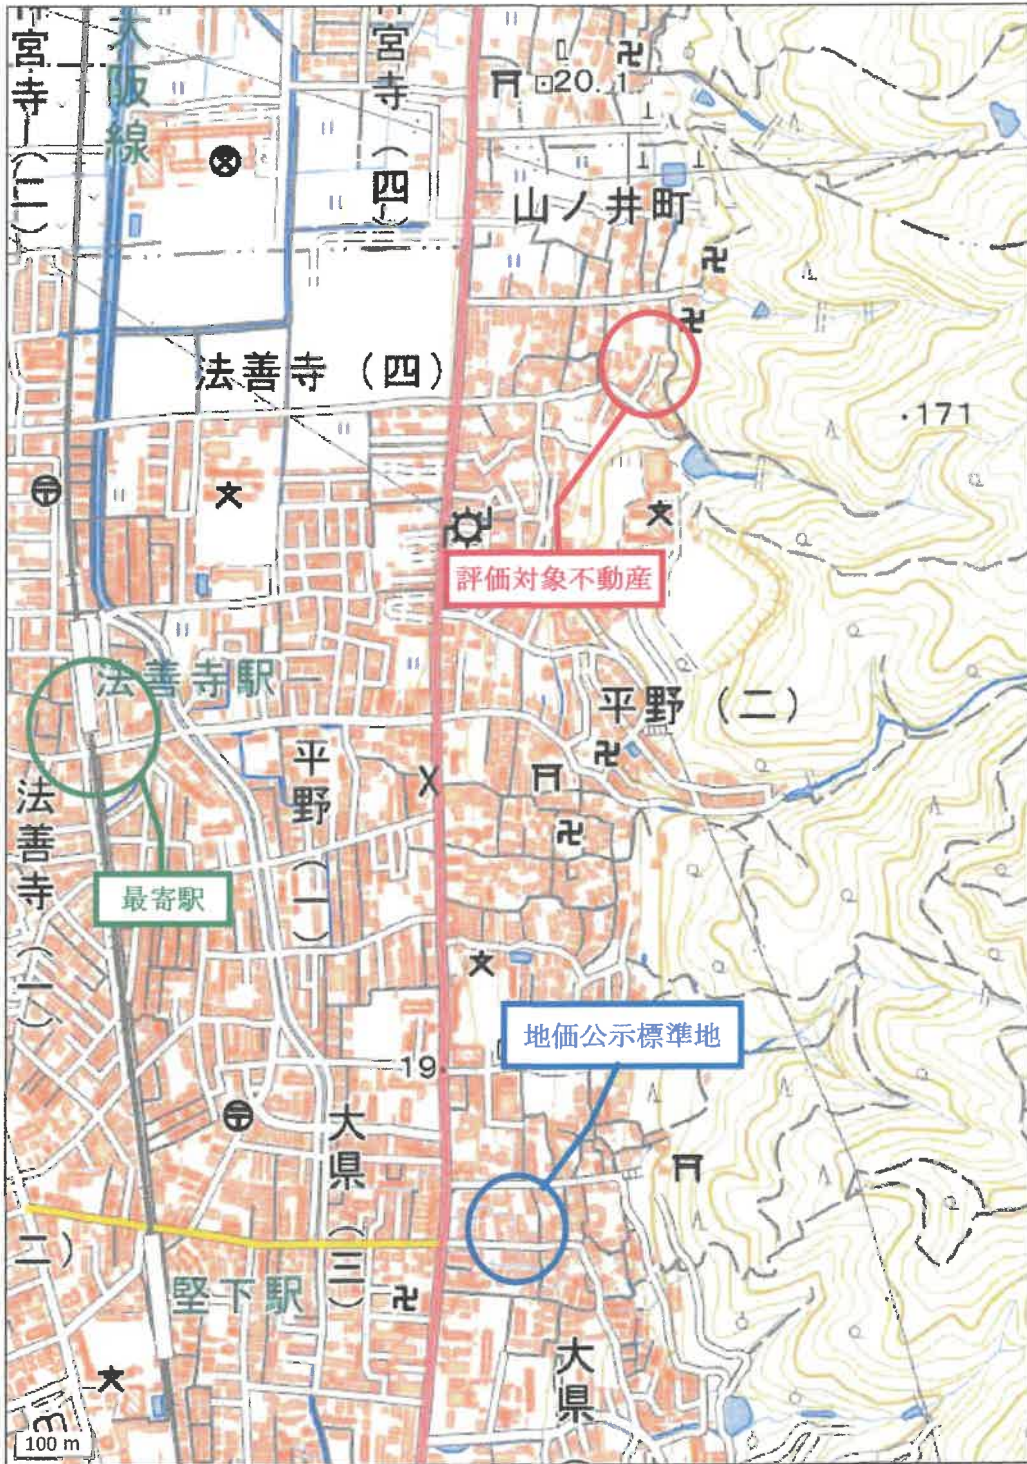 宮寺(二)
大阪線
宮寺(四)
20.1
山ノ井町
法善寺(四)
・171
評価対象不動産
法善寺駅
平野(二)
平野(一)
法善寺(一)
最寄駅
地価公示標準地
19
大県(三)
二)
堅下駅
大県
100 m